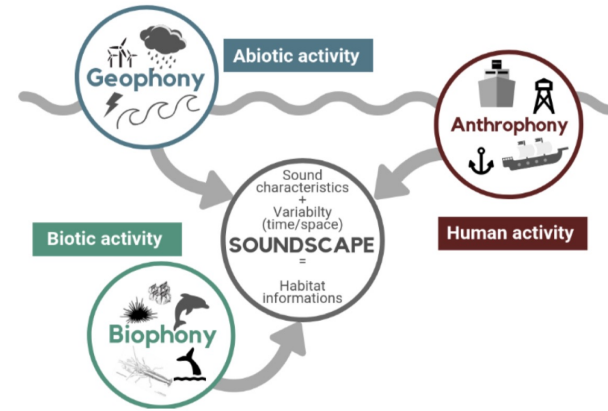 Geophony
Abiotic activity
Anthrophony
Human activity
Sound
characteristics
+
Variabilty
(time/space)
SOUNDSCAPE
=
Habitat
informations
Biotic activity
Biophony